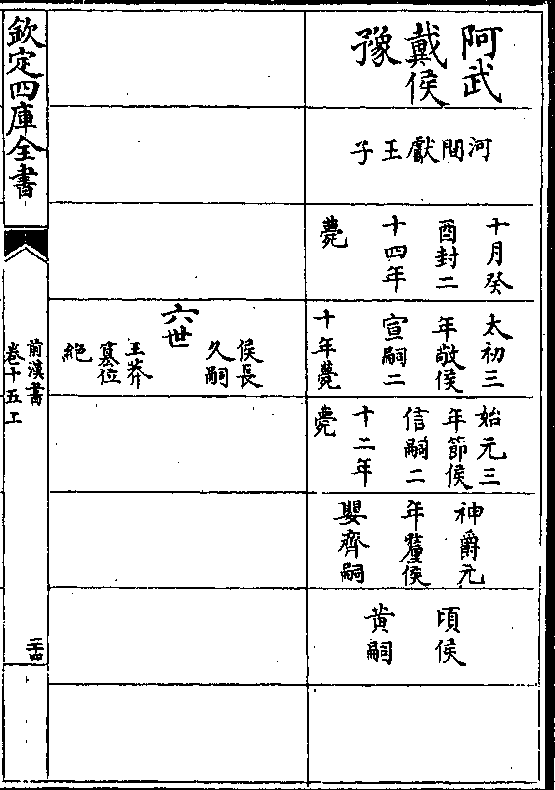 阿武
戴侯
豫
河間獻王子
十月癸
酉封二
十四年
薨
太初三
年敬侯
宣嗣二
十年薨
始元三
年節侯
信嗣二
十二年
薨
神爵元
年釐侯
嬰齊嗣
頃侯
黄嗣
六世
侯長
久嗣
王莽
簒位
絶
欽定四庫全書
前漢書
卷十五上
二十四